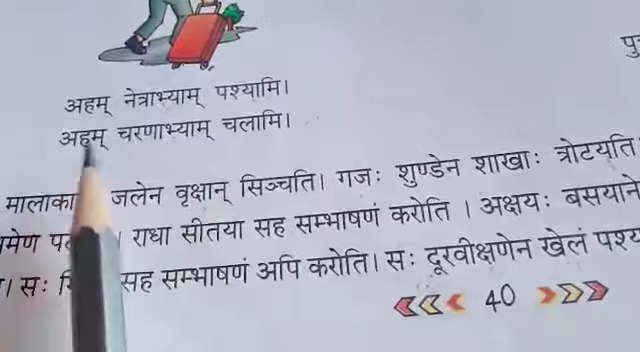 अहम् नेत्राभ्याम् पश्यामि।
अहम् चरणाभ्याम् चलामि।
जलेन वृक्षान् सिञ्चति। गजः शुण्डेन शाखाः त्रोटयति
राधा सीतया सह सम्भाषणं करोति । अक्षयः बसयाने
। सः सह सम्भाषणं अपि करोति। सः दूरवीक्षणेन खेलं
40